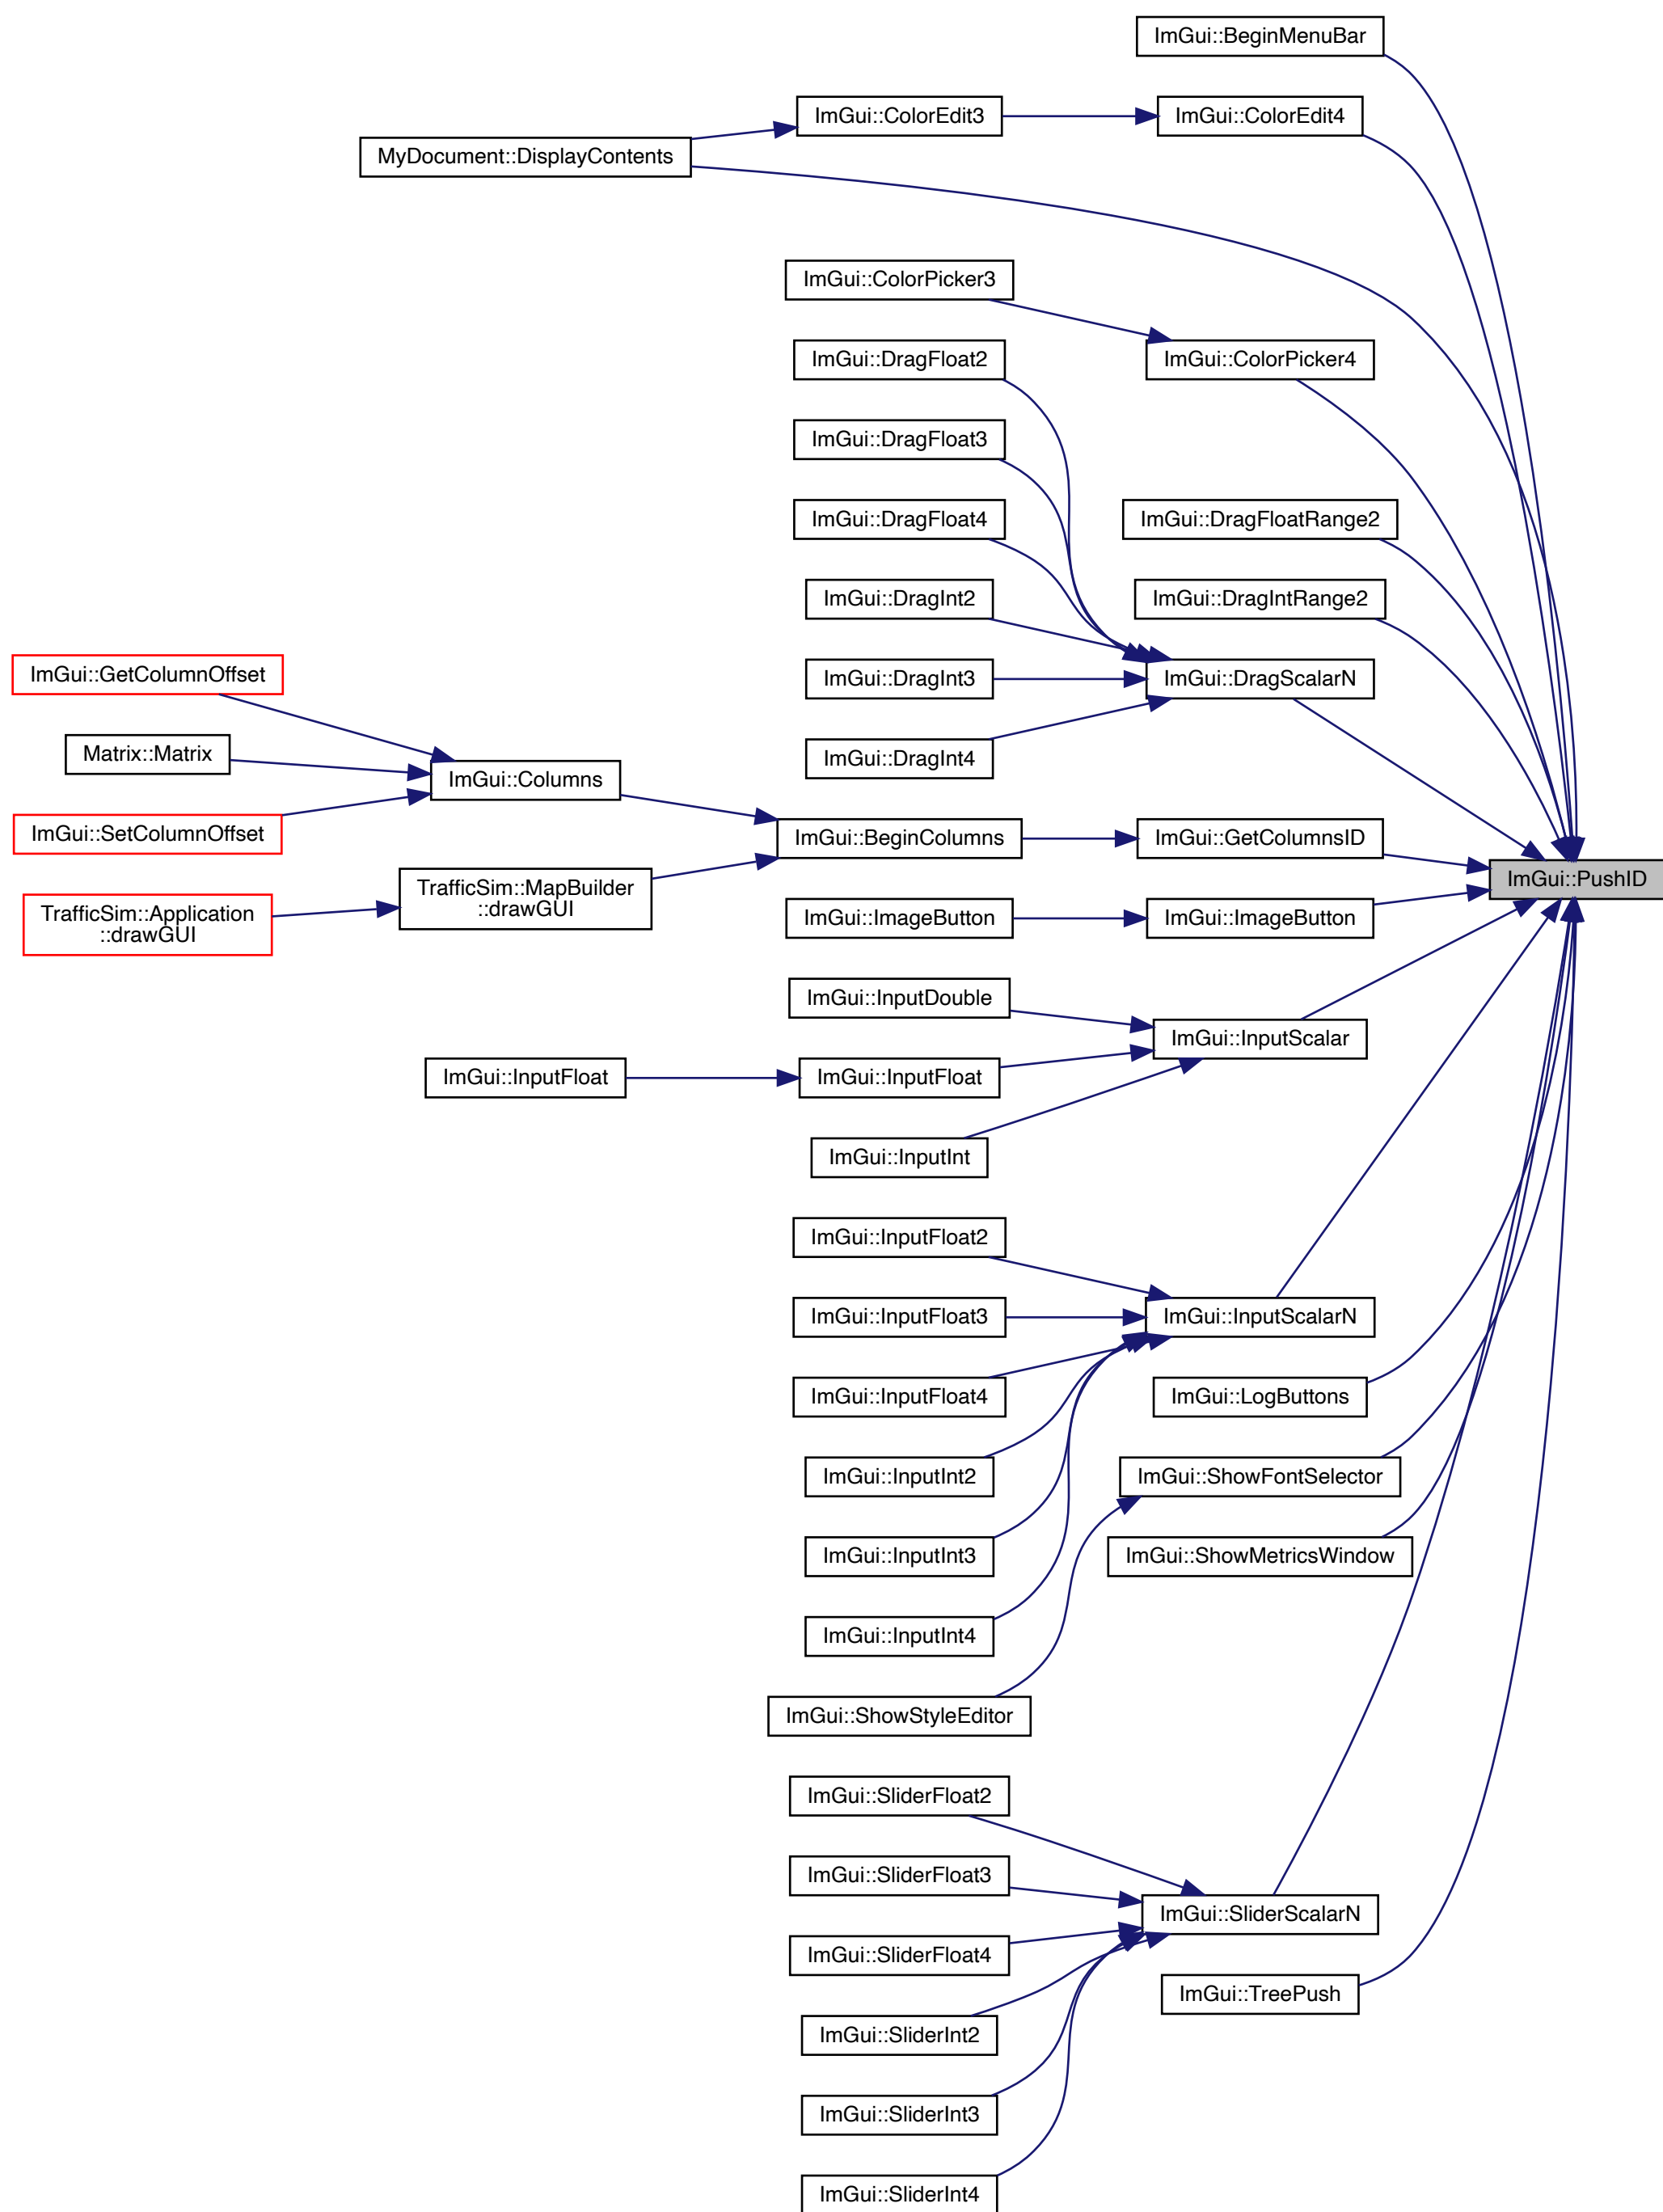 ImGui::BeginMenuBar
ImGui::ColorEdit3
ImGui::ColorEdit4
MyDocument::DisplayContents
ImGui::ColorPicker3
ImGui::DragFloat2
ImGui::ColorPicker4
ImGui::DragFloat3
ImGui::DragFloat4
ImGui::DragFloatRange2
ImGui::DragInt2
ImGui::DragIntRange2
ImGui::GetColumnOffset
ImGui::DragInt3
ImGui::DragScalarN
Matrix::Matrix
ImGui::Columns
ImGui::DragInt4
ImGui::SetColumnOffset
ImGui::BeginColumns
ImGui::GetColumnsID
ImGui::PushID
TrafficSim::MapBuilder
::drawGUI
TrafficSim::Application
::drawGUI
ImGui::ImageButton
ImGui::ImageButton
ImGui::InputDouble
ImGui::InputScalar
ImGui::InputFloat
ImGui::InputFloat
ImGui::InputInt
ImGui::InputFloat2
ImGui::InputFloat3
ImGui::InputScalarN
ImGui::InputFloat4
ImGui::LogButtons
ImGui::InputInt2
ImGui::ShowFontSelector
ImGui::InputInt3
ImGui::ShowMetricsWindow
ImGui::InputInt4
ImGui::ShowStyleEditor
ImGui::SliderFloat2
ImGui::SliderFloat3
ImGui::SliderScalarN
ImGui::SliderFloat4
ImGui::TreePush
ImGui::SliderInt2
ImGui::SliderInt3
ImGui::SliderInt4